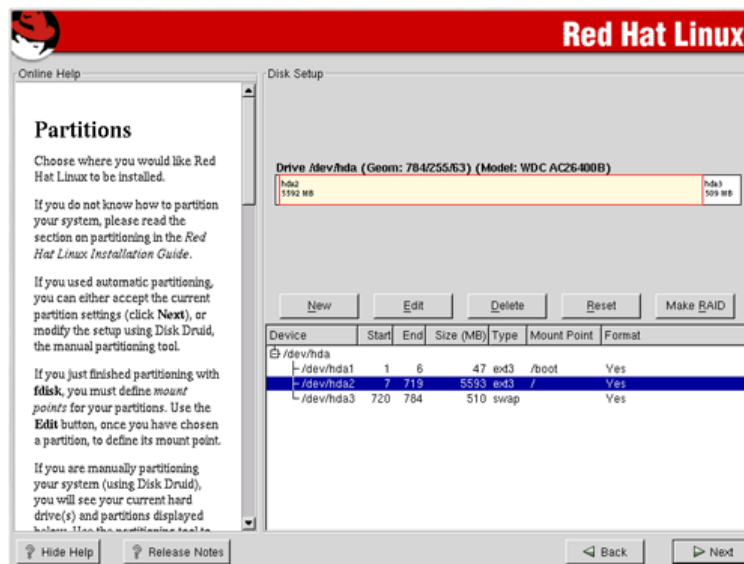 Red Hat Linux
Online Help
Partitions
Choose where you would like Red
Hat Linux to be installed.
If you do not know how to partition
your system, please read the
section on partitioning in the Red
Hat Linux Installation Guide.
If you used automatic partitioning,
you can either accept the current
partition settings (click Next), or
modify the setup using Disk Druid,
the manual partitioning tool.
If you just finished partitioning with
fdisk, you must define mount
points for your partitions. Use the
Edit button, once you have chosen
a partition, to define its mount point.
If you are manually partitioning
your system (using Disk Druid),
you will see your current hard
drive(s) and partitions displayed
below. Use the partitioning tool to
Disk Setup
Drive /dev/hda (Geom: 784/255/63) (Model: WDC AC26400B)
hda2
5592 MB
hda3
509 MB
New Edit Delete Reset Make RAID
Device Start End Size (MB) Type Mount Point Format
/dev/hda
/dev/hda1 1 6 47 ext3 /boot Yes
/dev/hda2 7 719 5593 ext3 / Yes
/dev/hda3 720 784 510 swap Yes
Hide Help Release Notes Back Next